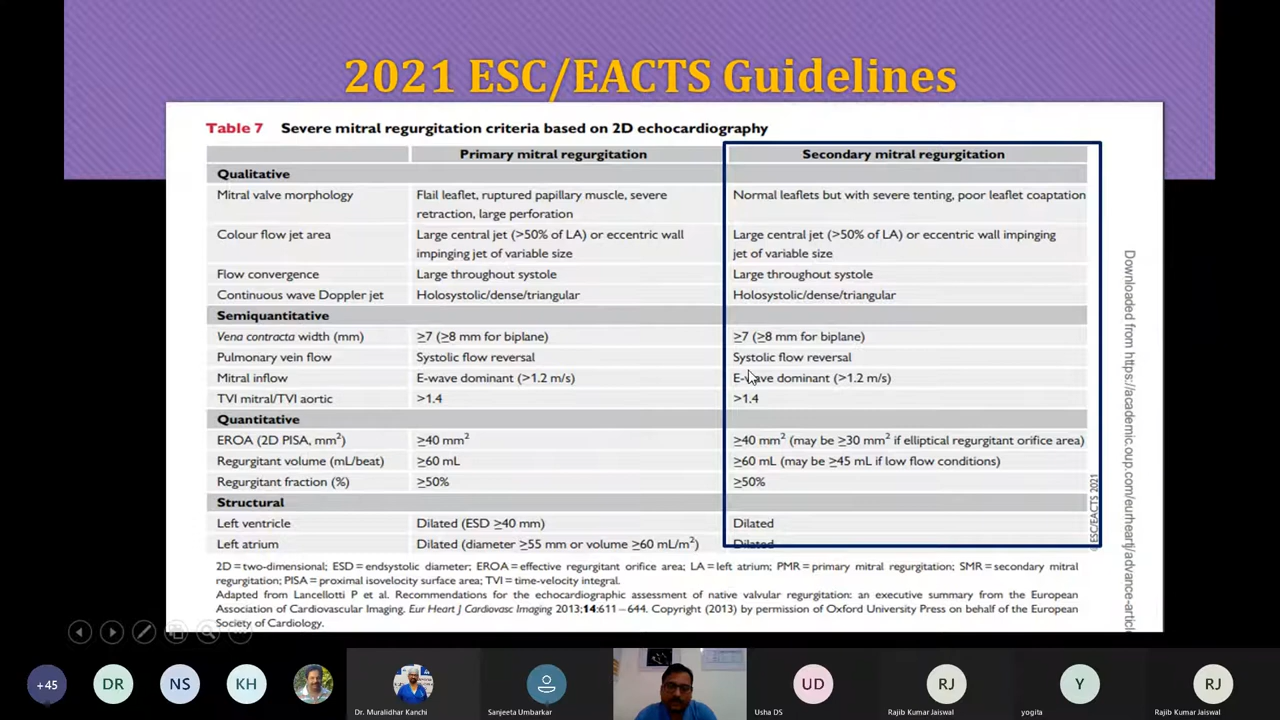 2021 ESC/EACTS Guidelines
Table 7 Severe mitral regurgitation criteria based on 2D echocardiography
Primary mitral regurgitation Secondary mitral regurgitation
Qualitative
Mitral valve morphology Flail leaflet, ruptured papillary muscle, severe Normal leaflets but with severe tenting, poor leaflet coaptation
retraction, large perforation
Colour flow jet area Large central jet (>50% of LA) or eccentric wall Large central jet (>50% of LA) or eccentric wall impinging
impinging jet of variable size jet of variable size
Flow convergence Large throughout systole Large throughout systole
Continuous wave Doppler jet Holosystolic/dense/triangular Holosystolic/dense/triangular
Semiquantitative
Vena contracta width (mm) ≥7 (≥8 mm for biplane) ≥7 (≥8 mm for biplane)
Pulmonary vein flow Systolic flow reversal Systolic flow reversal
Mitral inflow E-wave dominant (>1.2 m/s) E-wave dominant (>1.2 m/s)
TVI mitral/TVI aortic >1.4 >1.4
Quantitative
EROA (2D PISA, mm²) ≥40 mm² ≥40 mm² (may be ≥30 mm² if elliptical regurgitant orifice area)
Regurgitant volume (mL/beat) ≥60 mL ≥60 mL (may be ≥45 mL if low flow conditions)
Regurgitant fraction (%) ≥50% ≥50%
Structural
Left ventricle Dilated (ESD ≥40 mm) Dilated
Left atrium Dilated (diameter ≥55 mm or volume ≥60 mL/m²) Dilated
©ESC/EACTS 2021
Downloaded from https://academic.oup.com/eurheartj/advance-article
2D = two-dimensional; ESD = endsystolic diameter; EROA = effective regurgitant orifice area; LA = left atrium; PMR = primary mitral regurgitation; SMR = secondary mitral
regurgitation; PISA = proximal isovelocity surface area; TVI = time-velocity integral.
Adapted from Lancellotti P et al. Recommendations for the echocardiographic assessment of native valvular regurgitation: an executive summary from the European
Association of Cardiovascular Imaging. Eur Heart J Cardiovasc Imaging 2013;14:611–644. Copyright (2013) by permission of Oxford University Press on behalf of the European
Society of Cardiology.
+45 DR NS KH UD RJ Y RJ
Dr. Muralidhar Kanchi Sanjeeta Umbarkar Usha DS Rajib Kumar Jaiswal yogita Rajib Kumar Jaiswal